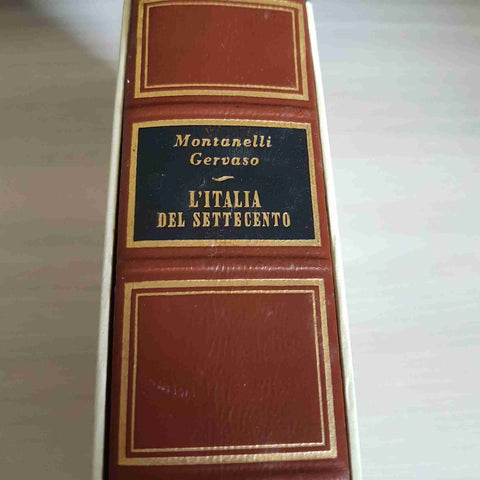 Montanelli
Gervaso
L'ITALIA
DEL SETTECENTO